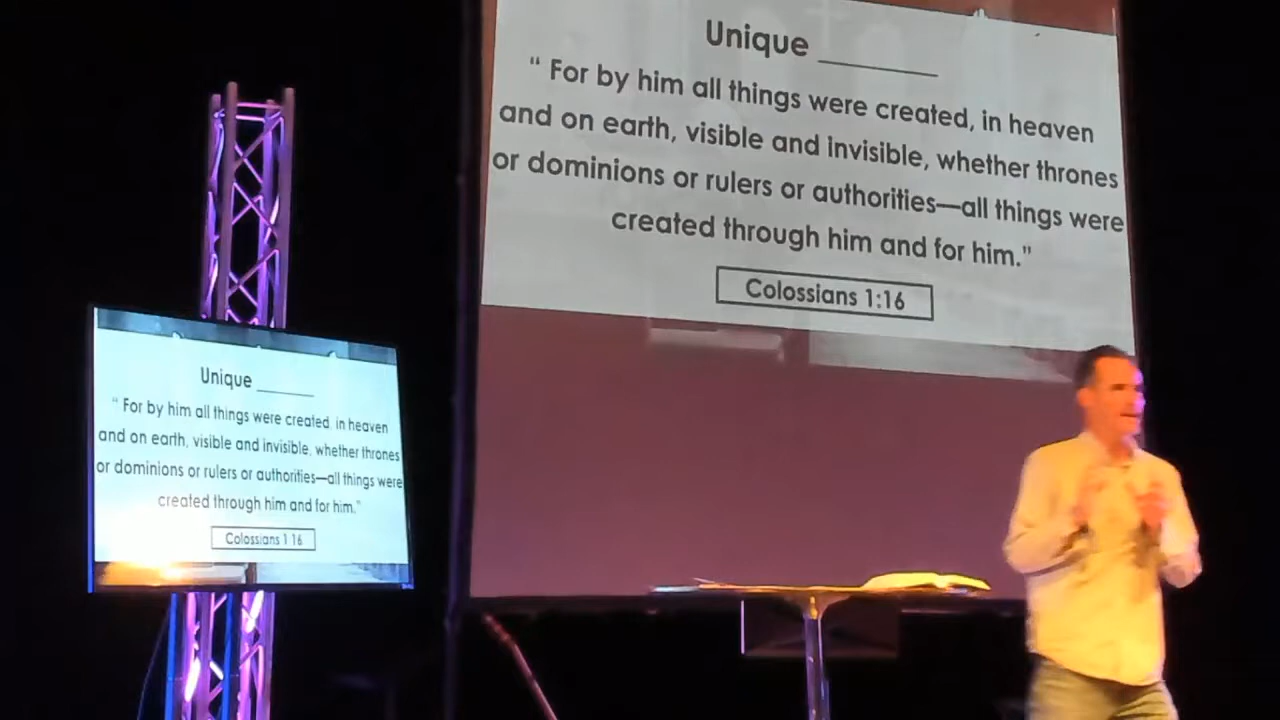 Unique ________
“ For by him all things were created, in heaven
and on earth, visible and invisible, whether thrones
or dominions or rulers or authorities—all things were
created through him and for him.”
Colossians 1:16
Unique ________
“ For by him all things were created, in heaven
and on earth, visible and invisible, whether thrones
or dominions or rulers or authorities—all things were
created through him and for him.”
Colossians 1:16